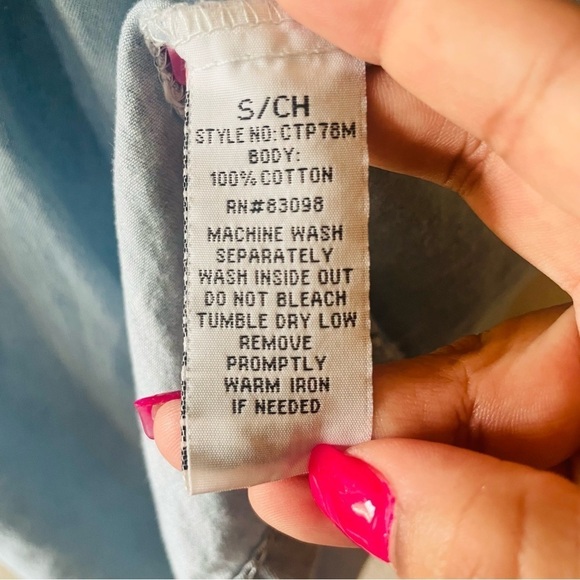 S/CH
STYLE NO: CTP78M
BODY:
100% COTTON
RN#83098
MACHINE WASH
SEPARATELY
WASH INSIDE OUT
DO NOT BLEACH
TUMBLE DRY LOW
REMOVE
PROMPTLY
WARM IRON
IF NEEDED